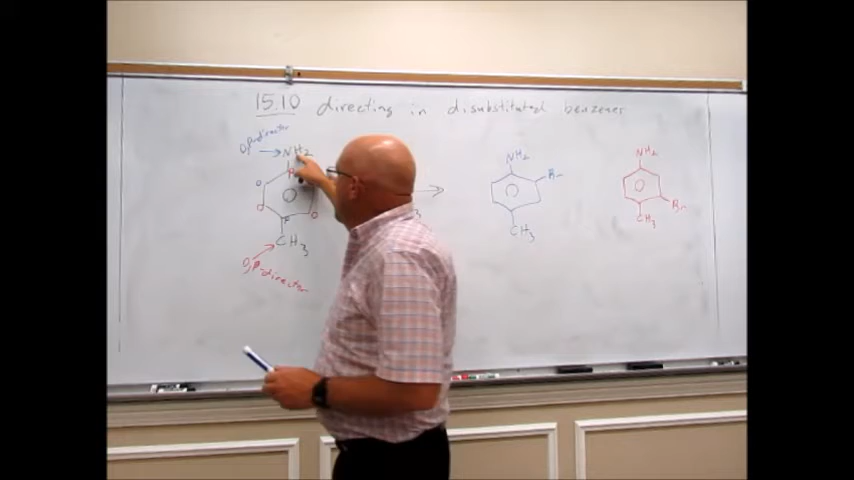 15.10 directing in disubstituted benzenes
O,P-director
NH2
O
P
O
O
P
CH3
O,P-director
NH2
Br
CH3
NH2
Br
CH3